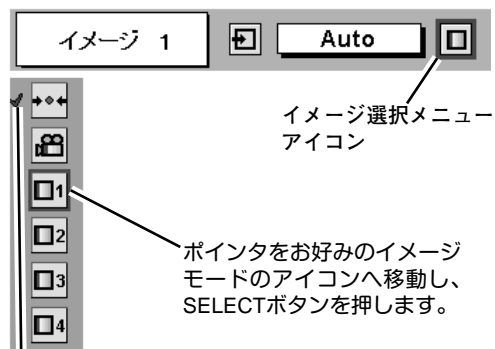 イメージ 1
Auto
イメージ選択メニュー
アイコン
1
2
3
4
ポインタをお好みのイメージ
モードのアイコンへ移動し、
SELECTボタンを押します。